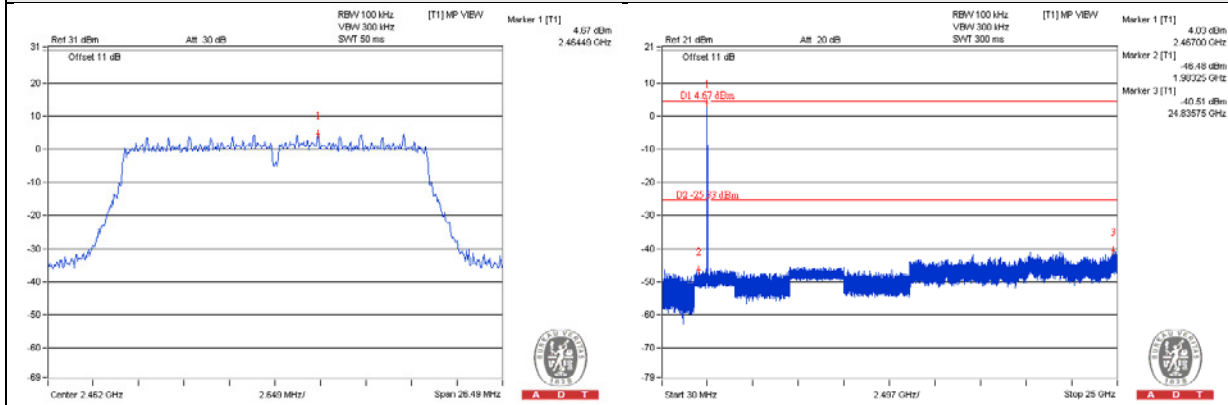 RBW 100 kHz
[T1] MP VIEW
Marker 1 [T1]
VBW 300 kHz
4.67 dBm
Ref 31 dBm
Att 30 dB
SWT 50 ms
2.46449 GHz
31
Offset 11 dB
20
10
1
0
-10
-20
-30
-40
-50
-60
-69
Center 2.462 GHz
2.649 MHz/
Span 26.49 MHz
BUREAU VERITAS
1828
A D T
RBW 100 kHz
[T1] MP VIEW
Marker 1 [T1]
VBW 300 kHz
4.03 dBm
Ref 21 dBm
Att 20 dB
SWT 300 ms
2.46700 GHz
21
Offset 11 dB
Marker 2 [T1]
-46.48 dBm
1.98325 GHz
10
1
Marker 3 [T1]
D1 4.67 dBm
-40.51 dBm
24.83575 GHz
0
-10
-20
D2 -25.33 dBm
-30
3
-40
2
-50
-60
-70
-79
Start 30 MHz
2.497 GHz/
Stop 25 GHz
BUREAU VERITAS
1828
A D T